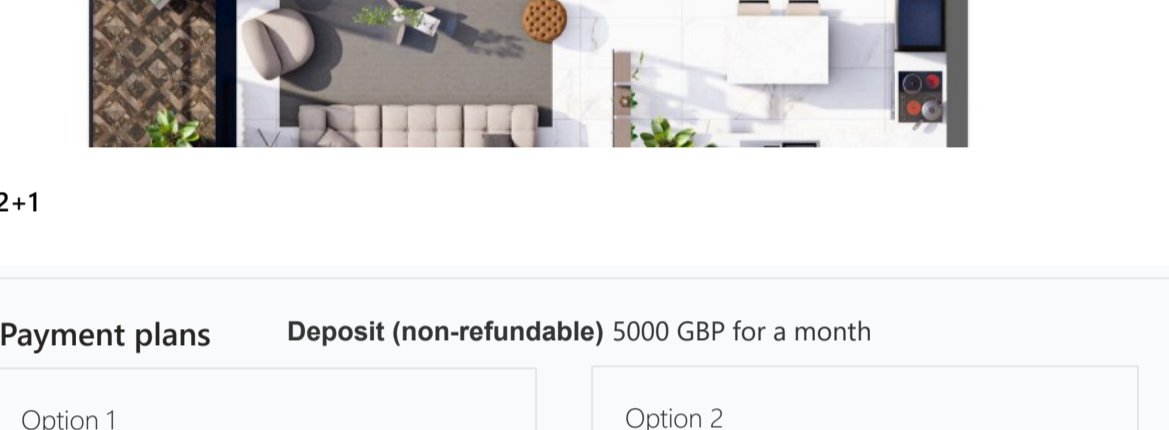 2+1
Payment plans
Deposit (non-refundable) 5000 GBP for a month
Option 1
Option 2